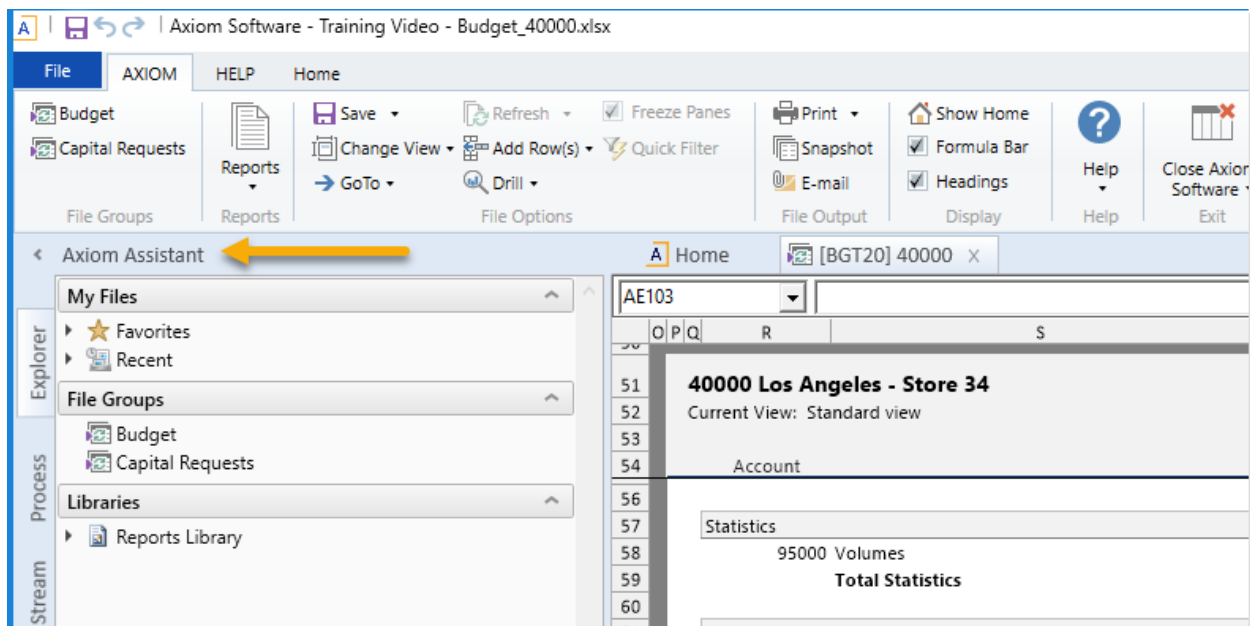 A Axiom Software - Training Video - Budget_40000.xlsx
File AXIOM HELP Home
Budget Save Refresh Freeze Panes Print Show Home
Capital Requests Reports Change View Add Row(s) Quick Filter Snapshot Formula Bar Help Close Axiom
GoTo Drill E-mail Headings Software
File Groups Reports File Options File Output Display Help Exit
Axiom Assistant A Home [BGT20] 40000
My Files AE103
Explorer Favorites O P Q R S
Recent
51 40000 Los Angeles - Store 34
File Groups 52 Current View: Standard view
Budget 53
Process Capital Requests 54 Account
Libraries 56
Reports Library 57 Statistics
58 95000 Volumes
Stream 59 Total Statistics
60